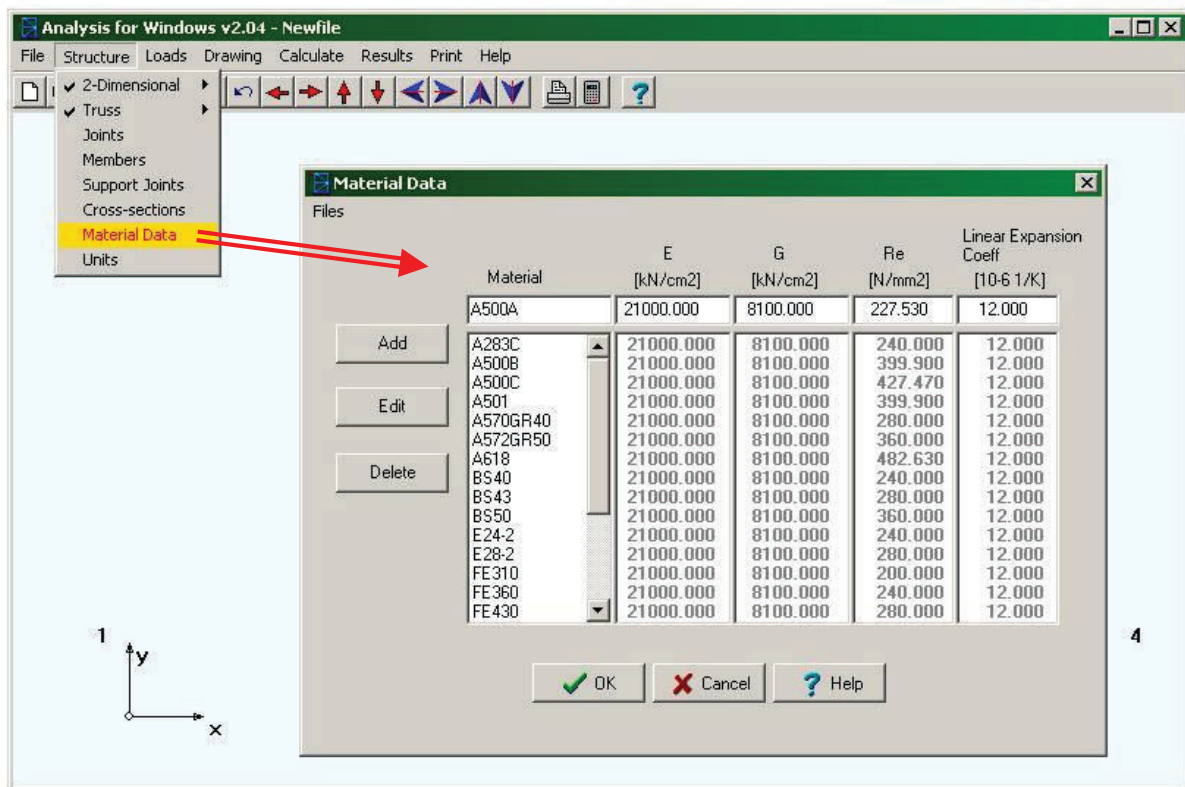 Analysis for Windows v2.04 - Newfile
File Structure Loads Drawing Calculate Results Print Help
2-Dimensional
Truss
Joints
Members
Support Joints
Cross-sections
Material Data
Units
Material Data
Files
Material E [kN/cm2] G [kN/cm2] Re [N/mm2] Linear Expansion Coeff [10-6 1/K]
A500A 21000.000 8100.000 227.530 12.000
Add
Edit
Delete
A283C 21000.000 8100.000 240.000 12.000
A500B 21000.000 8100.000 399.900 12.000
A500C 21000.000 8100.000 427.470 12.000
A501 21000.000 8100.000 399.900 12.000
A570GR40 21000.000 8100.000 280.000 12.000
A572GR50 21000.000 8100.000 360.000 12.000
A618 21000.000 8100.000 482.630 12.000
BS40 21000.000 8100.000 240.000 12.000
BS43 21000.000 8100.000 280.000 12.000
BS50 21000.000 8100.000 360.000 12.000
E24-2 21000.000 8100.000 240.000 12.000
E28-2 21000.000 8100.000 280.000 12.000
FE310 21000.000 8100.000 200.000 12.000
FE360 21000.000 8100.000 240.000 12.000
FE430 21000.000 8100.000 280.000 12.000
OK Cancel ? Help
1
y
x
4